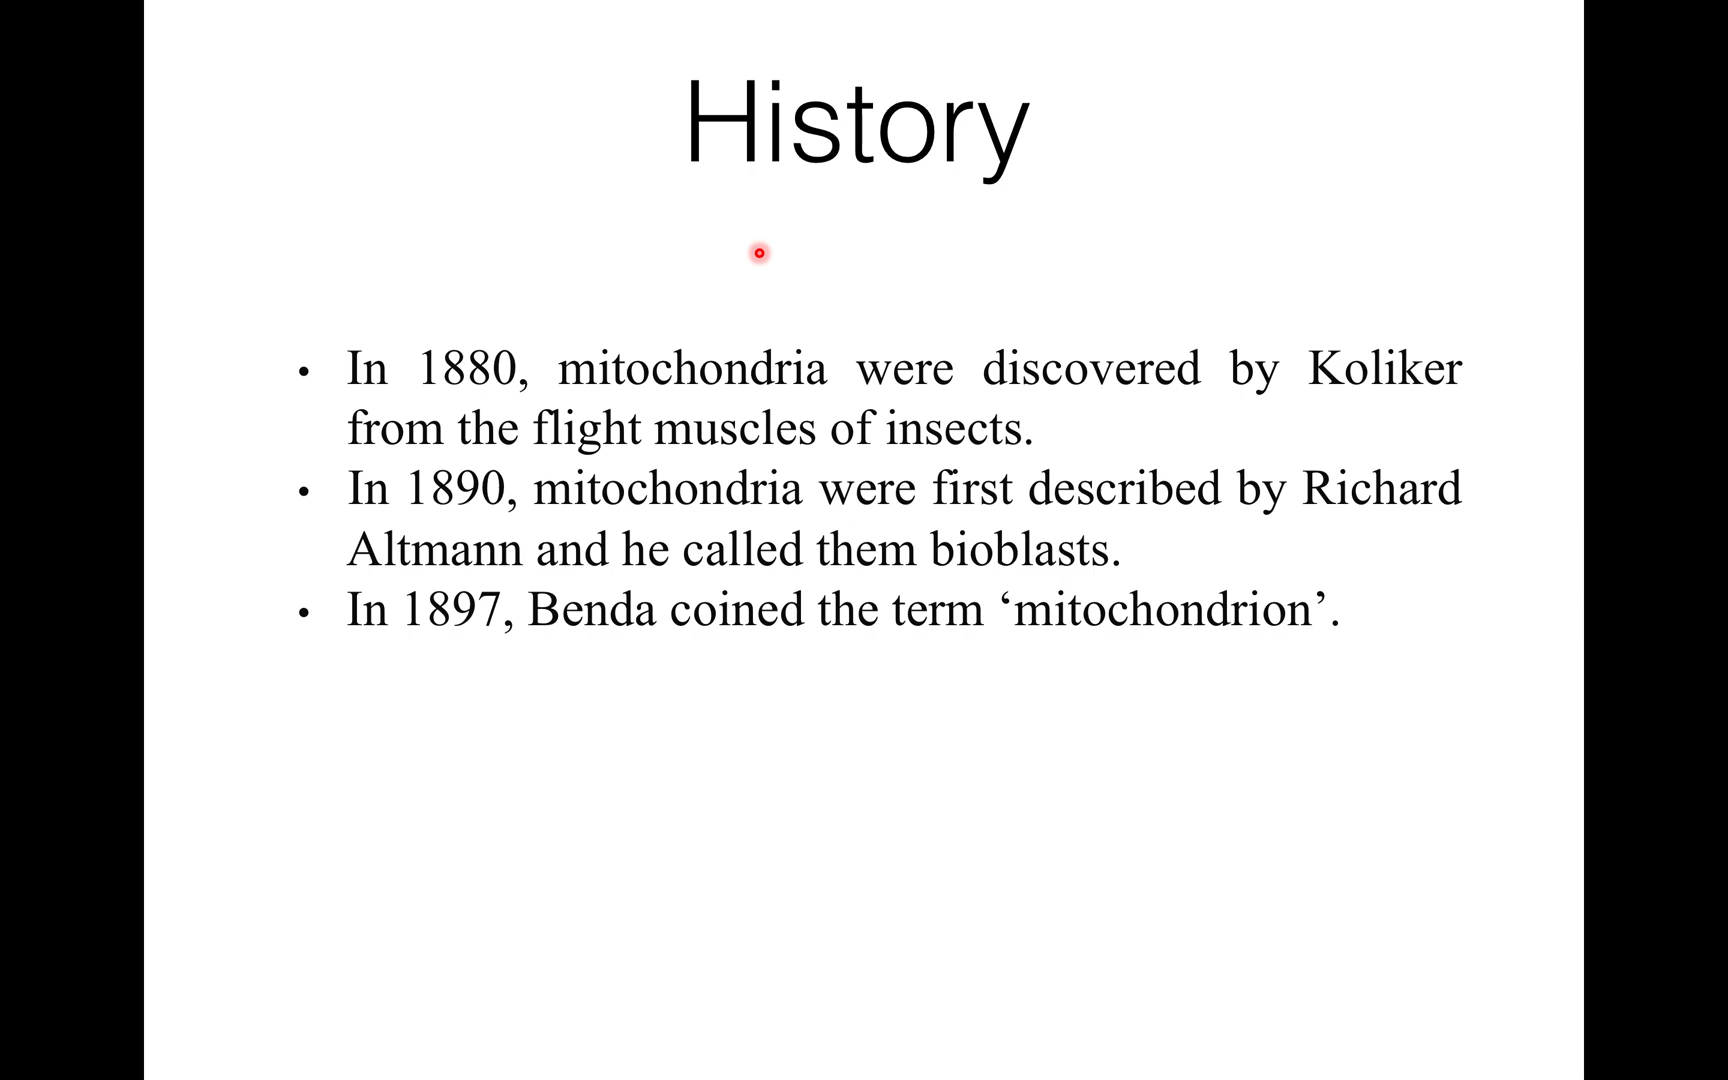 History
• In 1880, mitochondria were discovered by Koliker
from the flight muscles of insects.
• In 1890, mitochondria were first described by Richard
Altmann and he called them bioblasts.
• In 1897, Benda coined the term ‘mitochondrion’.